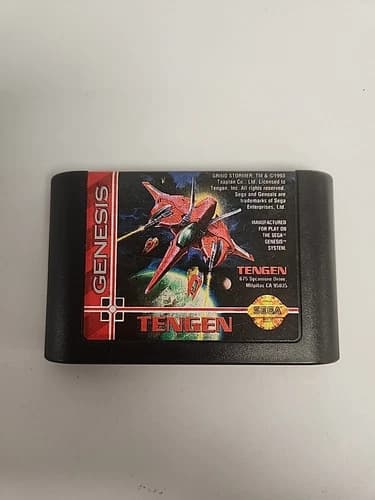 GENESIS
GRIND STORMER, TM & © 1993
Toaplan Co., Ltd. Licensed to
Tengen, Inc. All rights reserved.
Sega and Genesis are
trademarks of Sega
Enterprises, Ltd.
MANUFACTURED
FOR PLAY ON
THE SEGA™
GENESIS™
SYSTEM.
TENGEN
675 Sycamore Drive
Milpitas CA 95035
TENGEN
SEGA